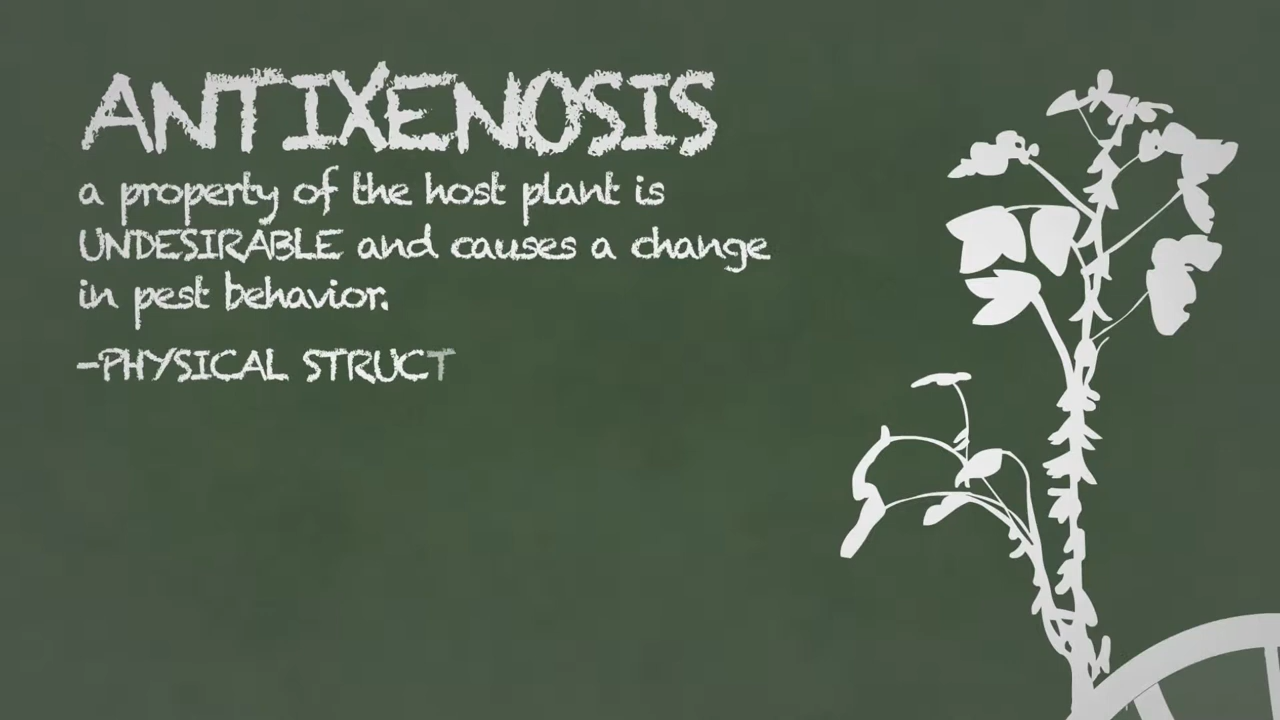 ANTIXENOSIS
a property of the host plant is
UNDESIRABLE and causes a change
in pest behavior.
-PHYSICAL STRUCT